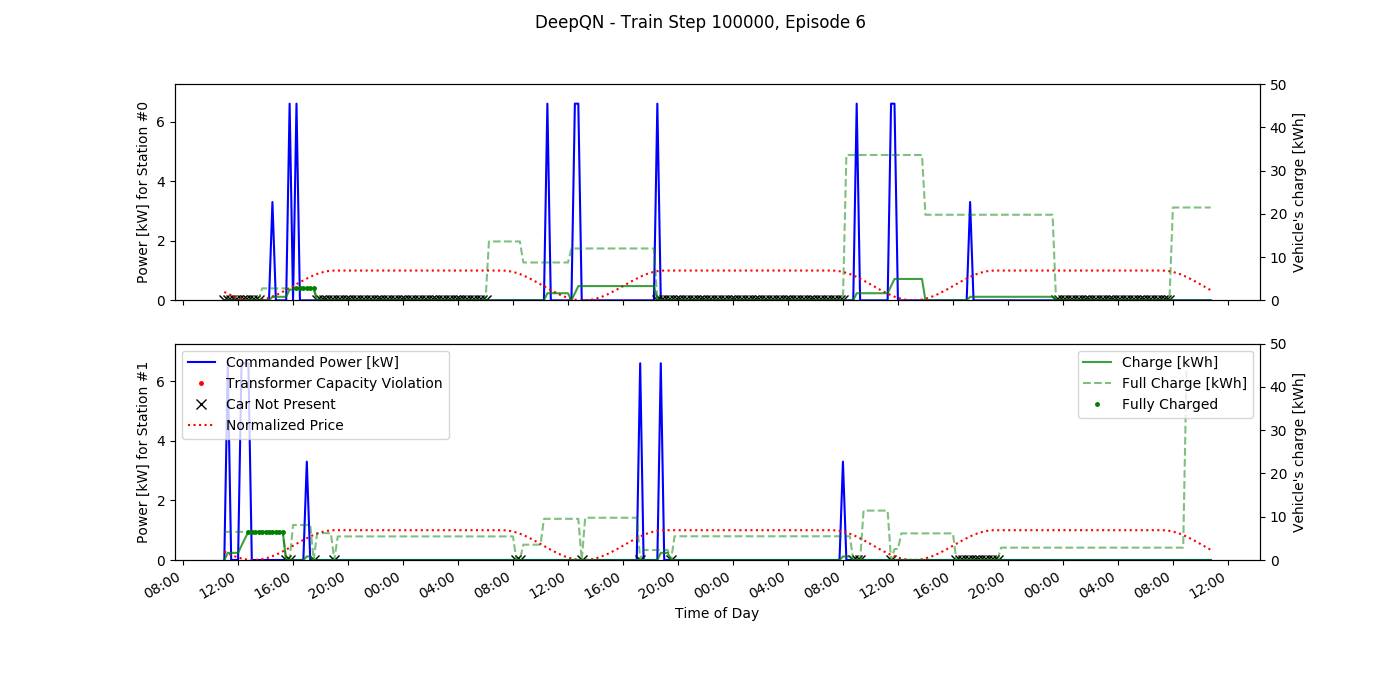 DeepQN - Train Step 100000, Episode 6
Power [kW] for Station #0
6
4
2
0
50
40
30
20
10
0
Vehicle's charge [kWh]
Power [kW] for Station #1
6
4
2
0
Commanded Power [kW]
Transformer Capacity Violation
Car Not Present
Normalized Price
Charge [kWh]
Full Charge [kWh]
Fully Charged
50
40
30
20
10
0
Vehicle's charge [kWh]
08:00 12:00 16:00 20:00 00:00 04:00 08:00 12:00 16:00 20:00 00:00 04:00 08:00 12:00 16:00 20:00 00:00 04:00 08:00 12:00
Time of Day